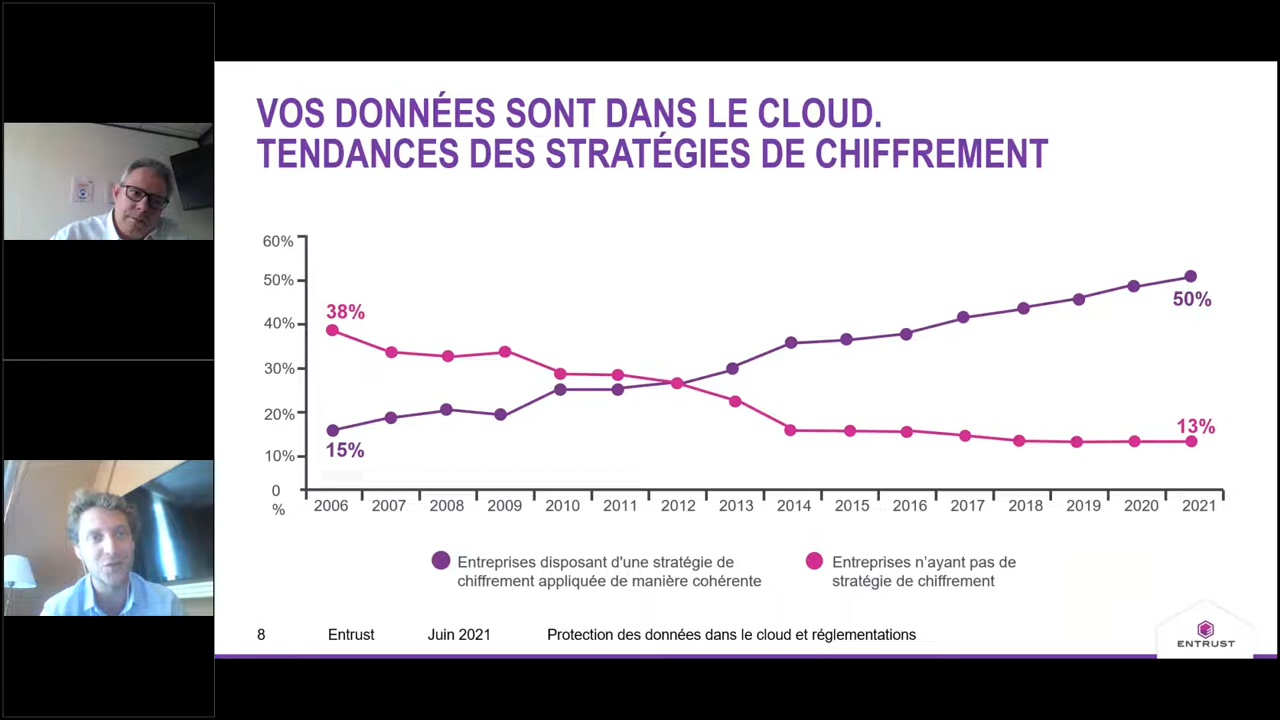 VOS DONNÉES SONT DANS LE CLOUD.
TENDANCES DES STRATÉGIES DE CHIFFREMENT
60%
50%
40%
30%
20%
10%
0
%
38%
15%
50%
13%
2006 2007 2008 2009 2010 2011 2012 2013 2014 2015 2016 2017 2018 2019 2020 2021
Entreprises disposant d'une stratégie de
chiffrement appliquée de manière cohérente
Entreprises n’ayant pas de
stratégie de chiffrement
8 Entrust Juin 2021 Protection des données dans le cloud et réglementations
ENTRUST